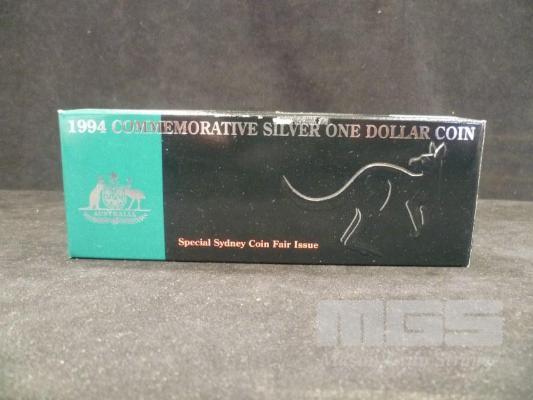 1994 COMMEMORATIVE SILVER ONE DOLLAR COIN
AUSTRALIA
Special Sydney Coin Fair Issue
MGS